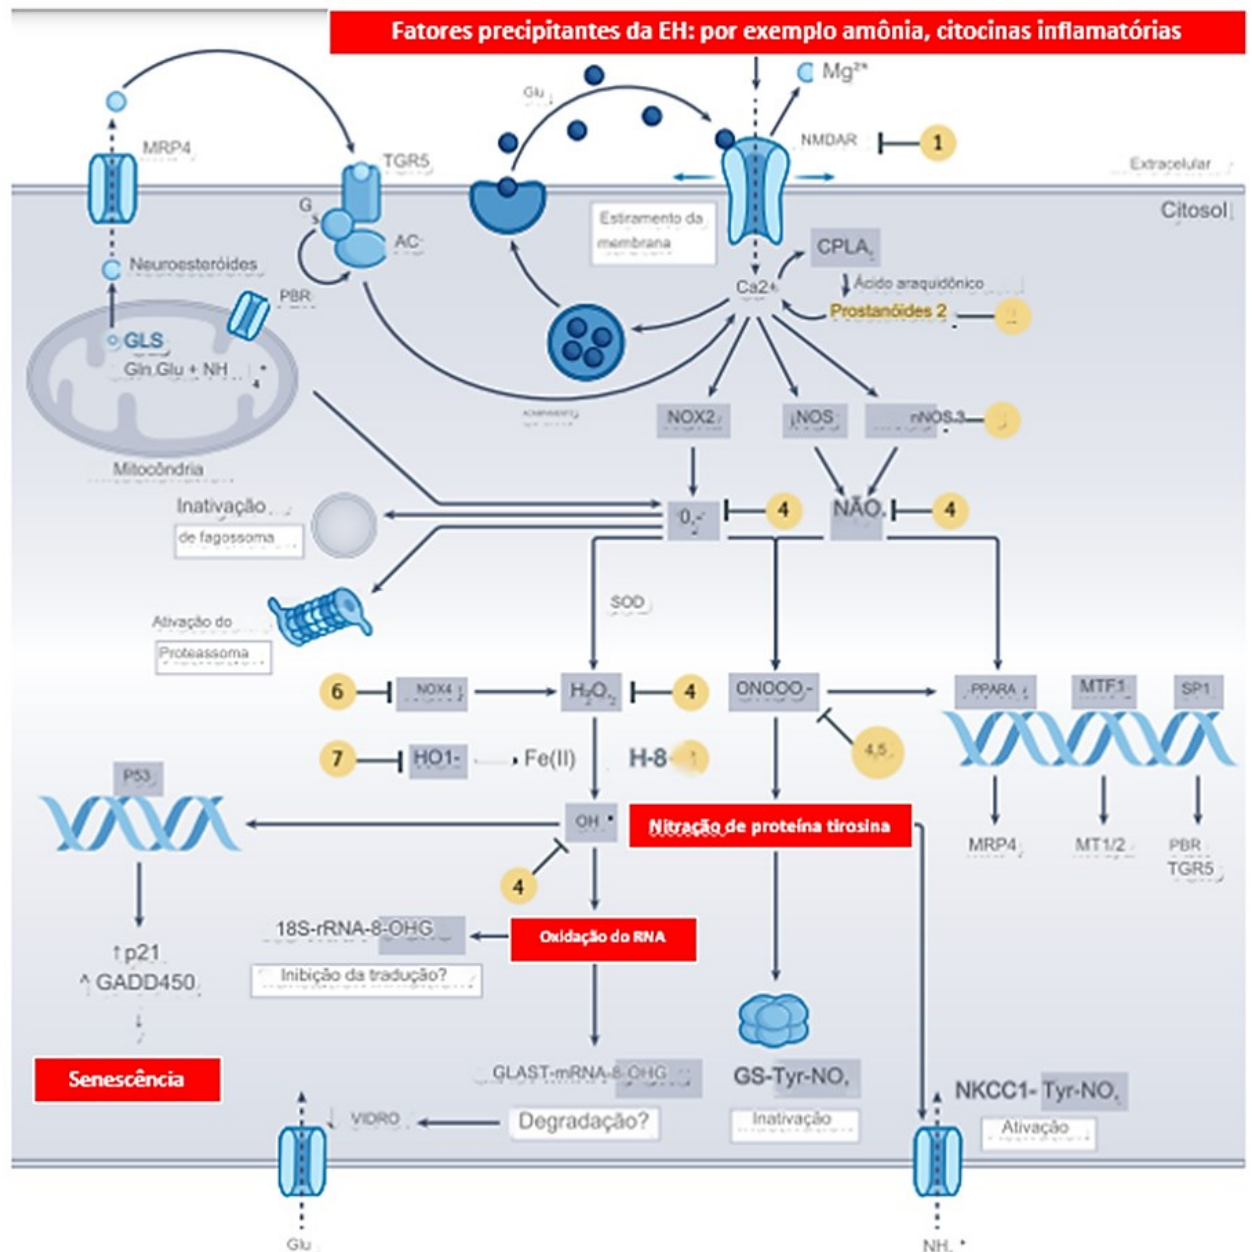 Fatores precipitantes da EH: por exemplo amônia, citocinas inflamatórias
Mg²⁺
Glu
MRP4
NMDAR
1
TGR5
Extracelular
Citosol
G
s
Estiramento da
membrana
AC
CPLA
Neuroesteróides
Ca2+
Ácido araquidônico
PBR
Prostanóides 2
GLS
Gln Glu + NH
4
+
NOX2
iNOS
nNOS 3
Mitocôndria
Inativação
de fagossoma
O₂-
4
NÃO
4
SOD
Ativação do
Proteassoma
6
NOX4
H₂O₂
4
ONOOO-
PPARA
MTF1
SP1
4,5
7
HO1-
Fe(II)
H-8
P53
OH •
Nitração de proteína tirosina
MRP4
MT1/2
PBR
TGR5
4
18S-rRNA-8-OHG
Oxidação do RNA
Inibição da tradução?
↑p21
^ GADD450
↓
Senescência
GLAST-mRNA-8-OHG
GS-Tyr-NO
NKCC1- Tyr-NO
↓ VIDRO
Degradação?
Inativação
Ativação
Glu
NH +